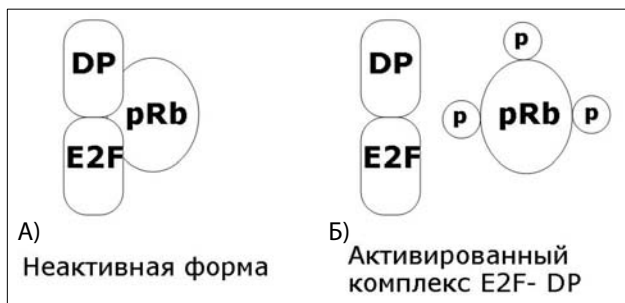 DP
pRb
E2F
А)
Неактивная форма
DP
E2F
p
p
pRb
p
Б)
Активированный
комплекс E2F- DP